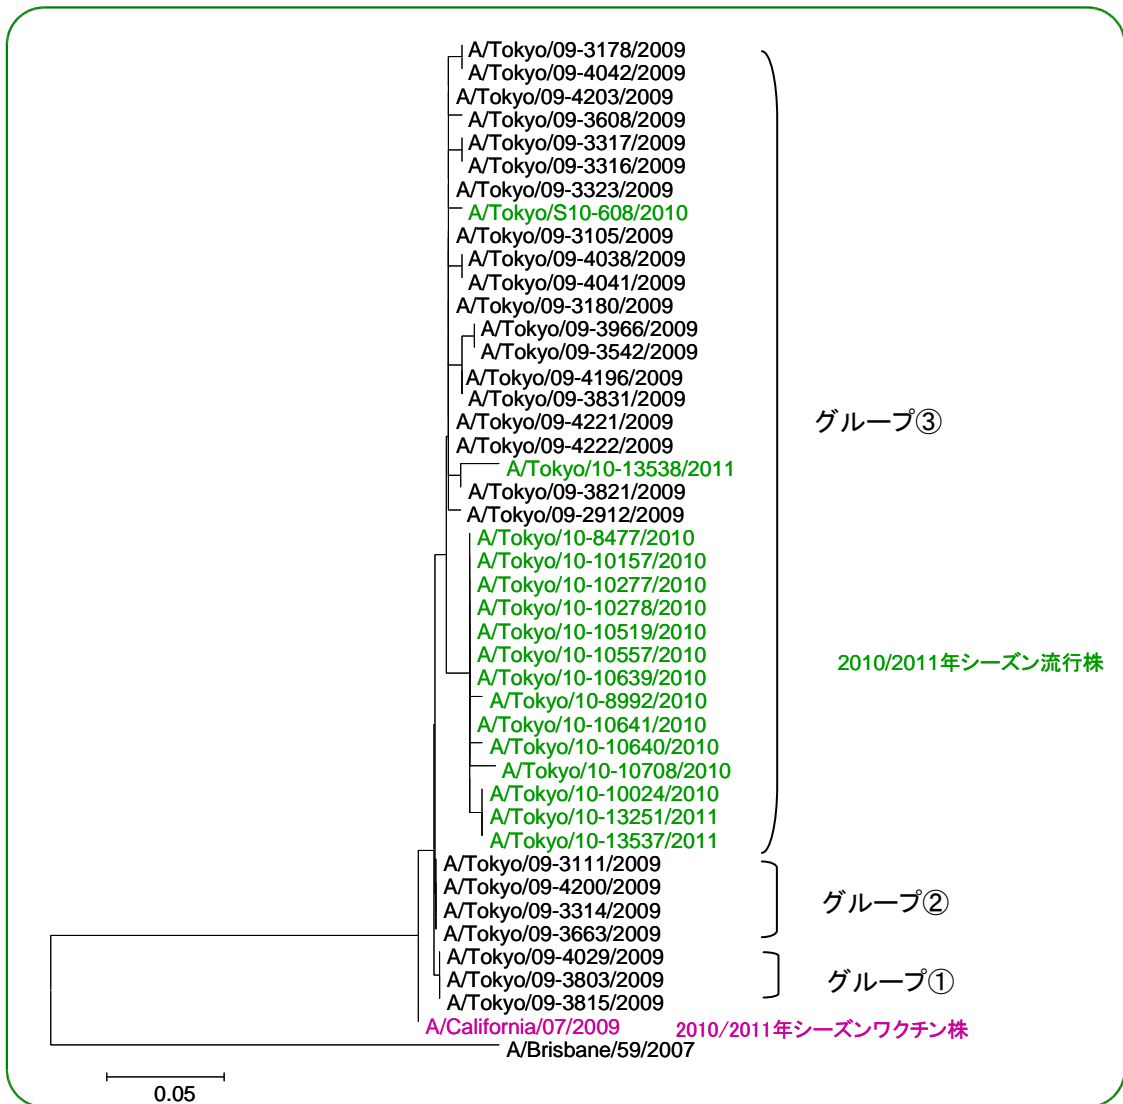 A/Tokyo/09-3178/2009
A/Tokyo/09-4042/2009
A/Tokyo/09-4203/2009
A/Tokyo/09-3608/2009
A/Tokyo/09-3317/2009
A/Tokyo/09-3316/2009
A/Tokyo/09-3323/2009
A/Tokyo/S10-608/2010
A/Tokyo/09-3105/2009
A/Tokyo/09-4038/2009
A/Tokyo/09-4041/2009
A/Tokyo/09-3180/2009
A/Tokyo/09-3966/2009
A/Tokyo/09-3542/2009
A/Tokyo/09-4196/2009
A/Tokyo/09-3831/2009
A/Tokyo/09-4221/2009
グループ③
A/Tokyo/09-4222/2009
A/Tokyo/10-13538/2011
A/Tokyo/09-3821/2009
A/Tokyo/09-2912/2009
A/Tokyo/10-8477/2010
A/Tokyo/10-10157/2010
A/Tokyo/10-10277/2010
A/Tokyo/10-10278/2010
A/Tokyo/10-10519/2010
A/Tokyo/10-10557/2010
2010/2011年シーズン流行株
A/Tokyo/10-10639/2010
A/Tokyo/10-8992/2010
A/Tokyo/10-10641/2010
A/Tokyo/10-10640/2010
A/Tokyo/10-10708/2010
A/Tokyo/10-10024/2010
A/Tokyo/10-13251/2011
A/Tokyo/10-13537/2011
A/Tokyo/09-3111/2009
A/Tokyo/09-4200/2009
グループ②
A/Tokyo/09-3314/2009
A/Tokyo/09-3663/2009
A/Tokyo/09-4029/2009
A/Tokyo/09-3803/2009
グループ①
A/Tokyo/09-3815/2009
A/California/07/2009 2010/2011年シーズンワクチン株
A/Brisbane/59/2007
0.05